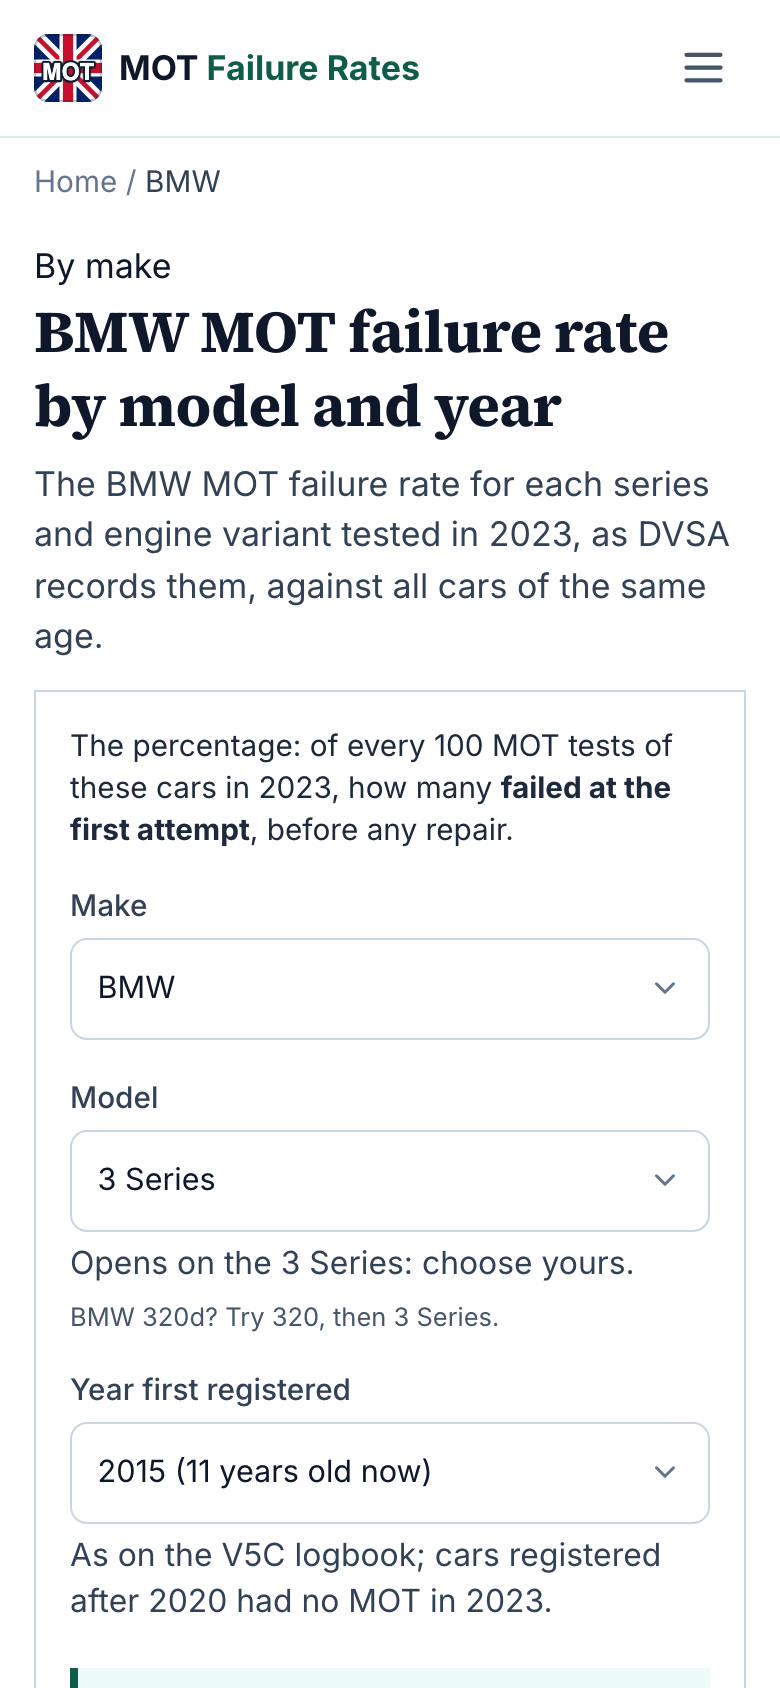 MOT
MOT Failure Rates
Home / BMW
By make
BMW MOT failure rate
by model and year
The BMW MOT failure rate for each series
and engine variant tested in 2023, as DVSA
records them, against all cars of the same
age.
The percentage: of every 100 MOT tests of
these cars in 2023, how many failed at the
first attempt, before any repair.
Make
BMW
Model
3 Series
Opens on the 3 Series: choose yours.
BMW 320d? Try 320, then 3 Series.
Year first registered
2015 (11 years old now)
As on the V5C logbook; cars registered
after 2020 had no MOT in 2023.